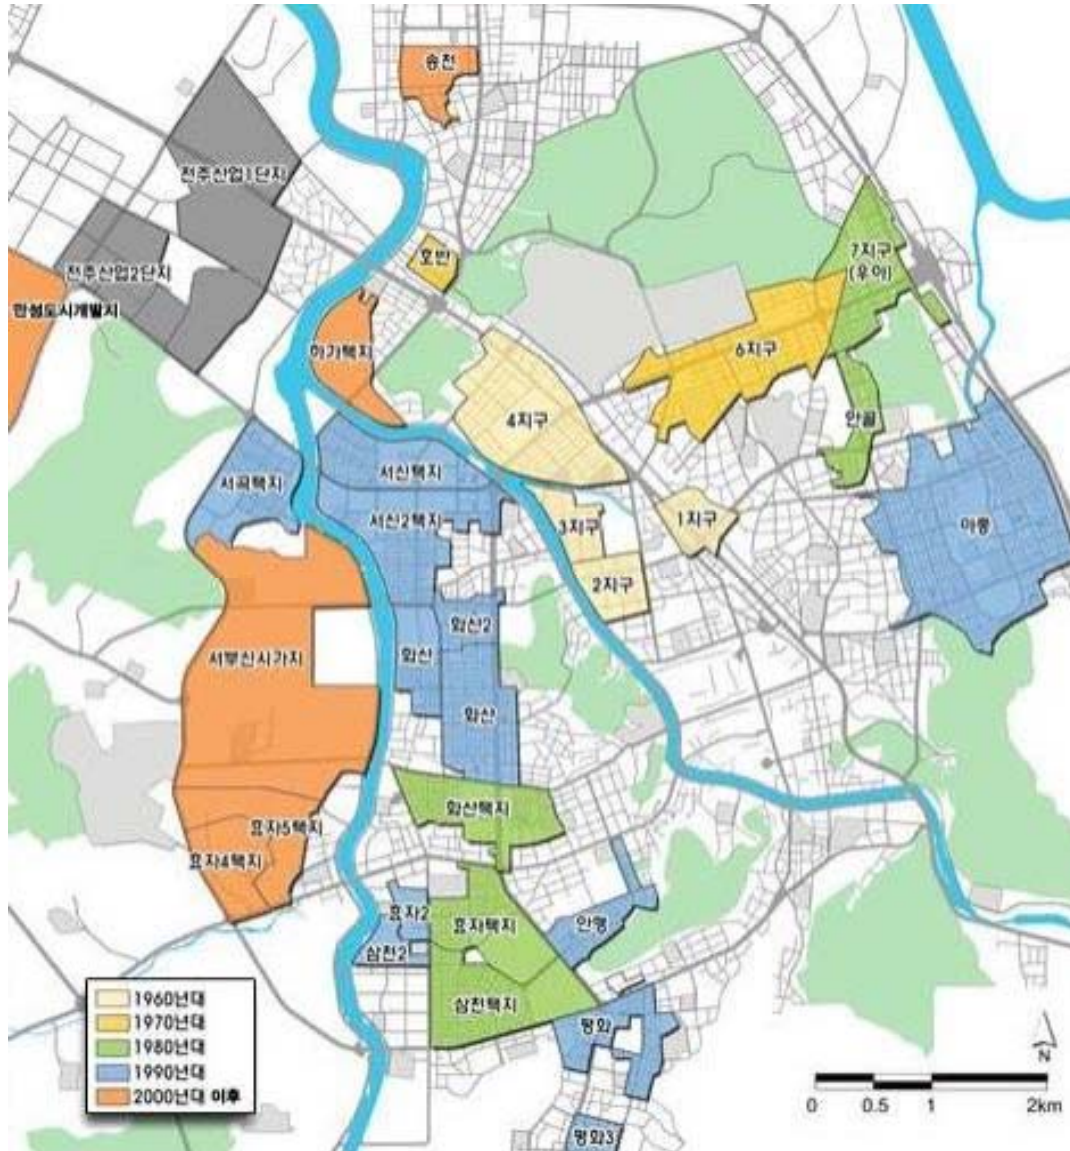 송천
전주산업1단지
전주산업2단지
만성도시개발지
호반
7지구
(우아)
하가택지
6지구
4지구
안골
서곡택지
서신택지
서신2택지
3지구
1지구
아중
2지구
화산2
서부신시가지
화산
화산
화산택지
효자5택지
효자4택지
효자2
효자택지
안행
삼천2
삼천택지
평화
평화3
1960년대
1970년대
1980년대
1990년대
2000년대 이후
N
0 0.5 1 2km